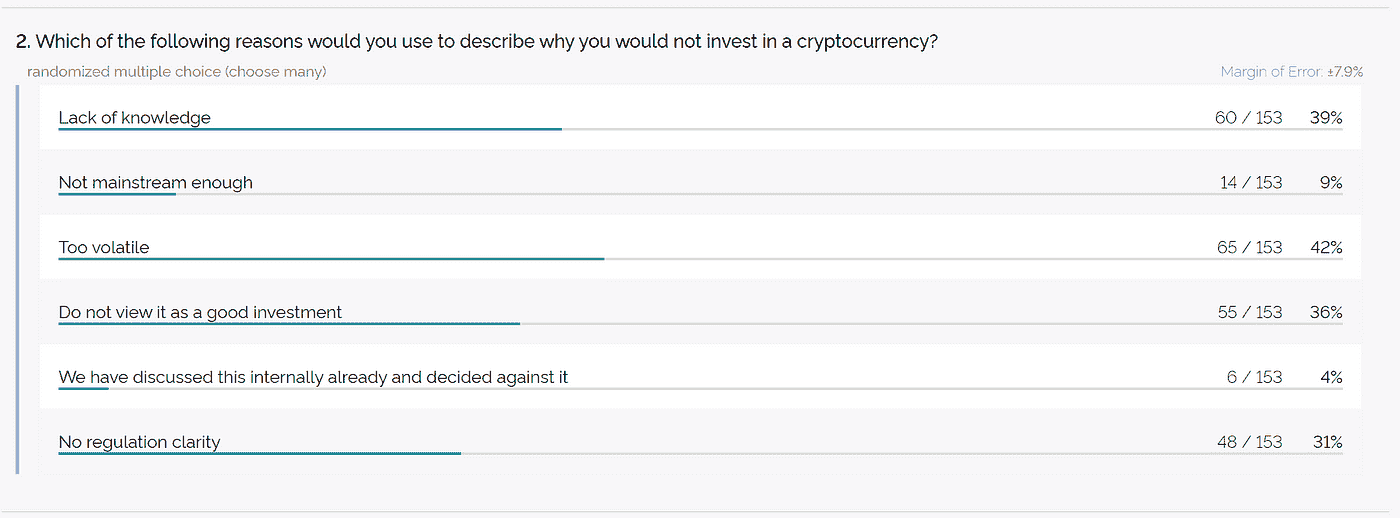 2. Which of the following reasons would you use to describe why you would not invest in a cryptocurrency?
randomized multiple choice (choose many) Margin of Error: ±7.9%
Lack of knowledge 60 / 153 39%
Not mainstream enough 14 / 153 9%
Too volatile 65 / 153 42%
Do not view it as a good investment 55 / 153 36%
We have discussed this internally already and decided against it 6 / 153 4%
No regulation clarity 48 / 153 31%